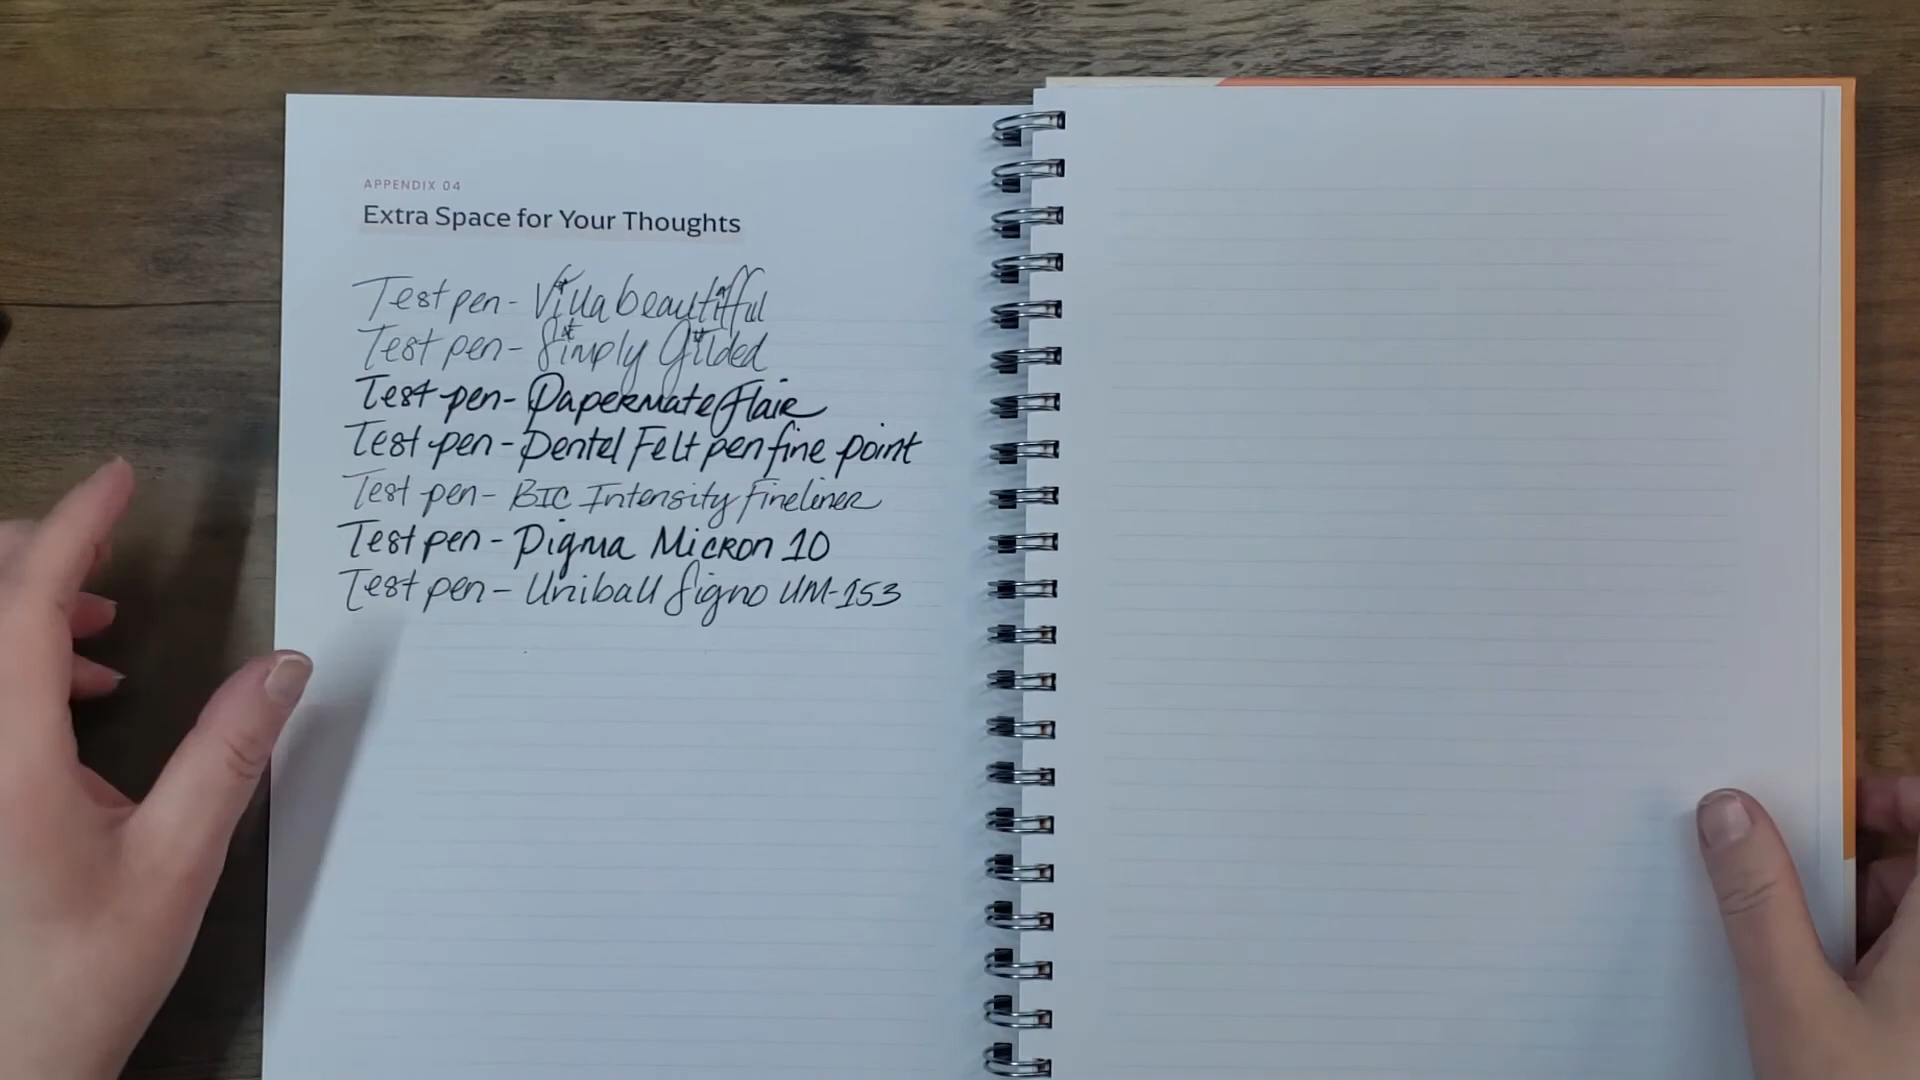 APPENDIX 04
Extra Space for Your Thoughts
Test pen - Villabeautifful
Test pen - Simply Gilded
Test pen - Papermate Flair
Test pen - Pentel Felt pen fine point
Test pen - BIC Intensity Fineliner
Test pen - Pigma Micron 10
Test pen - Uniball Signo UM-153